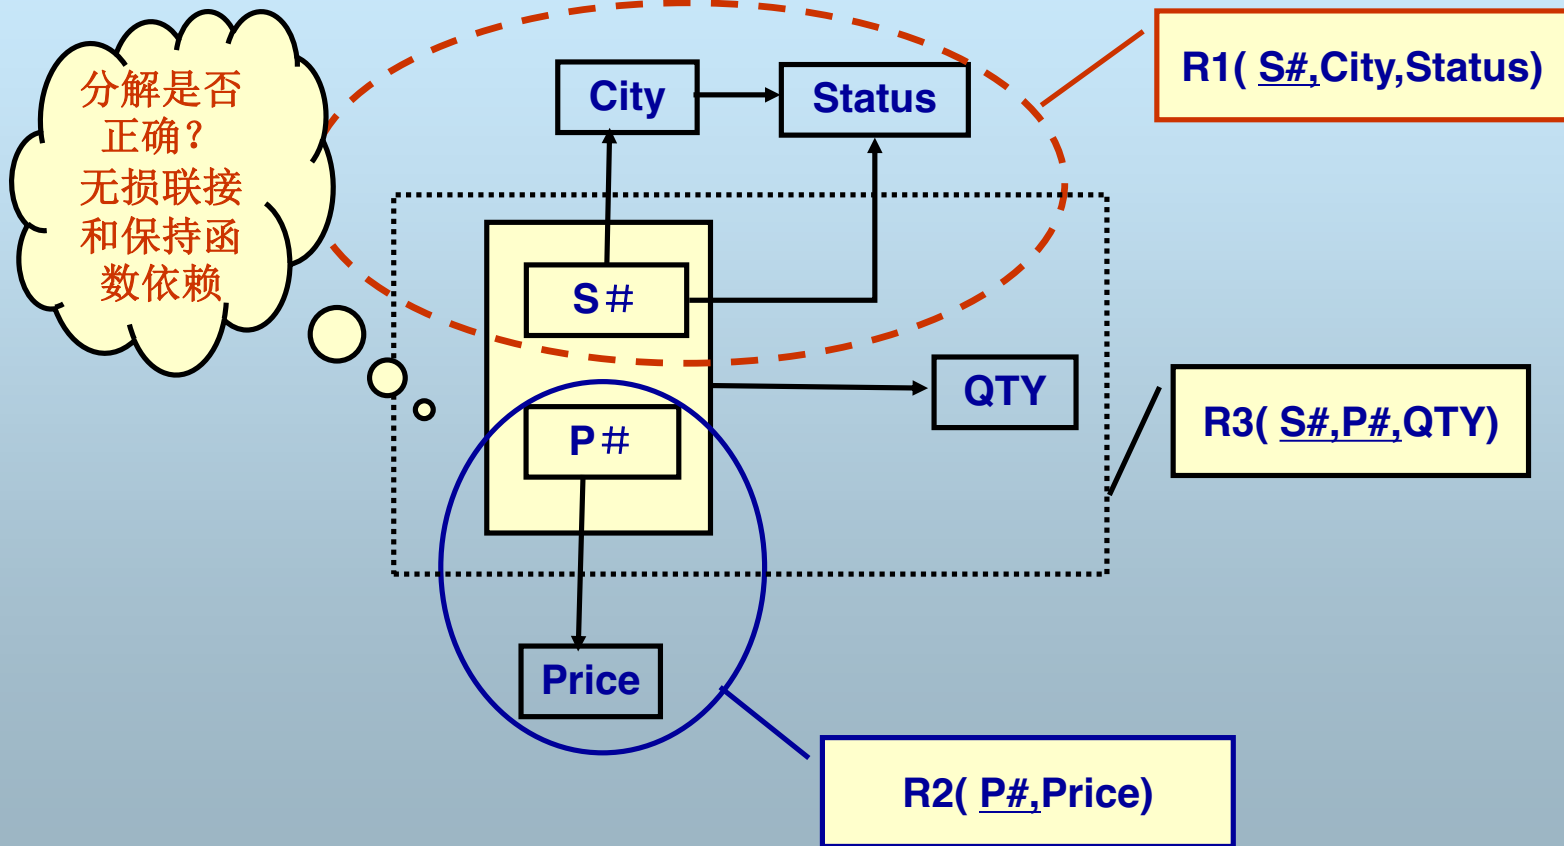 分解是否
正确？
无损联接
和保持函
数依赖
City
Status
R1( S#,City,Status)
S＃
QTY
P＃
R3( S#,P#,QTY)
Price
R2( P#,Price)